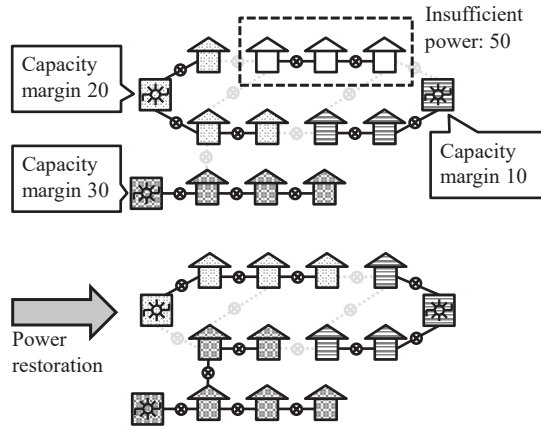 Insufficient
power: 50
Capacity
margin 20
Capacity
margin 30
Capacity
margin 10
Power
restoration